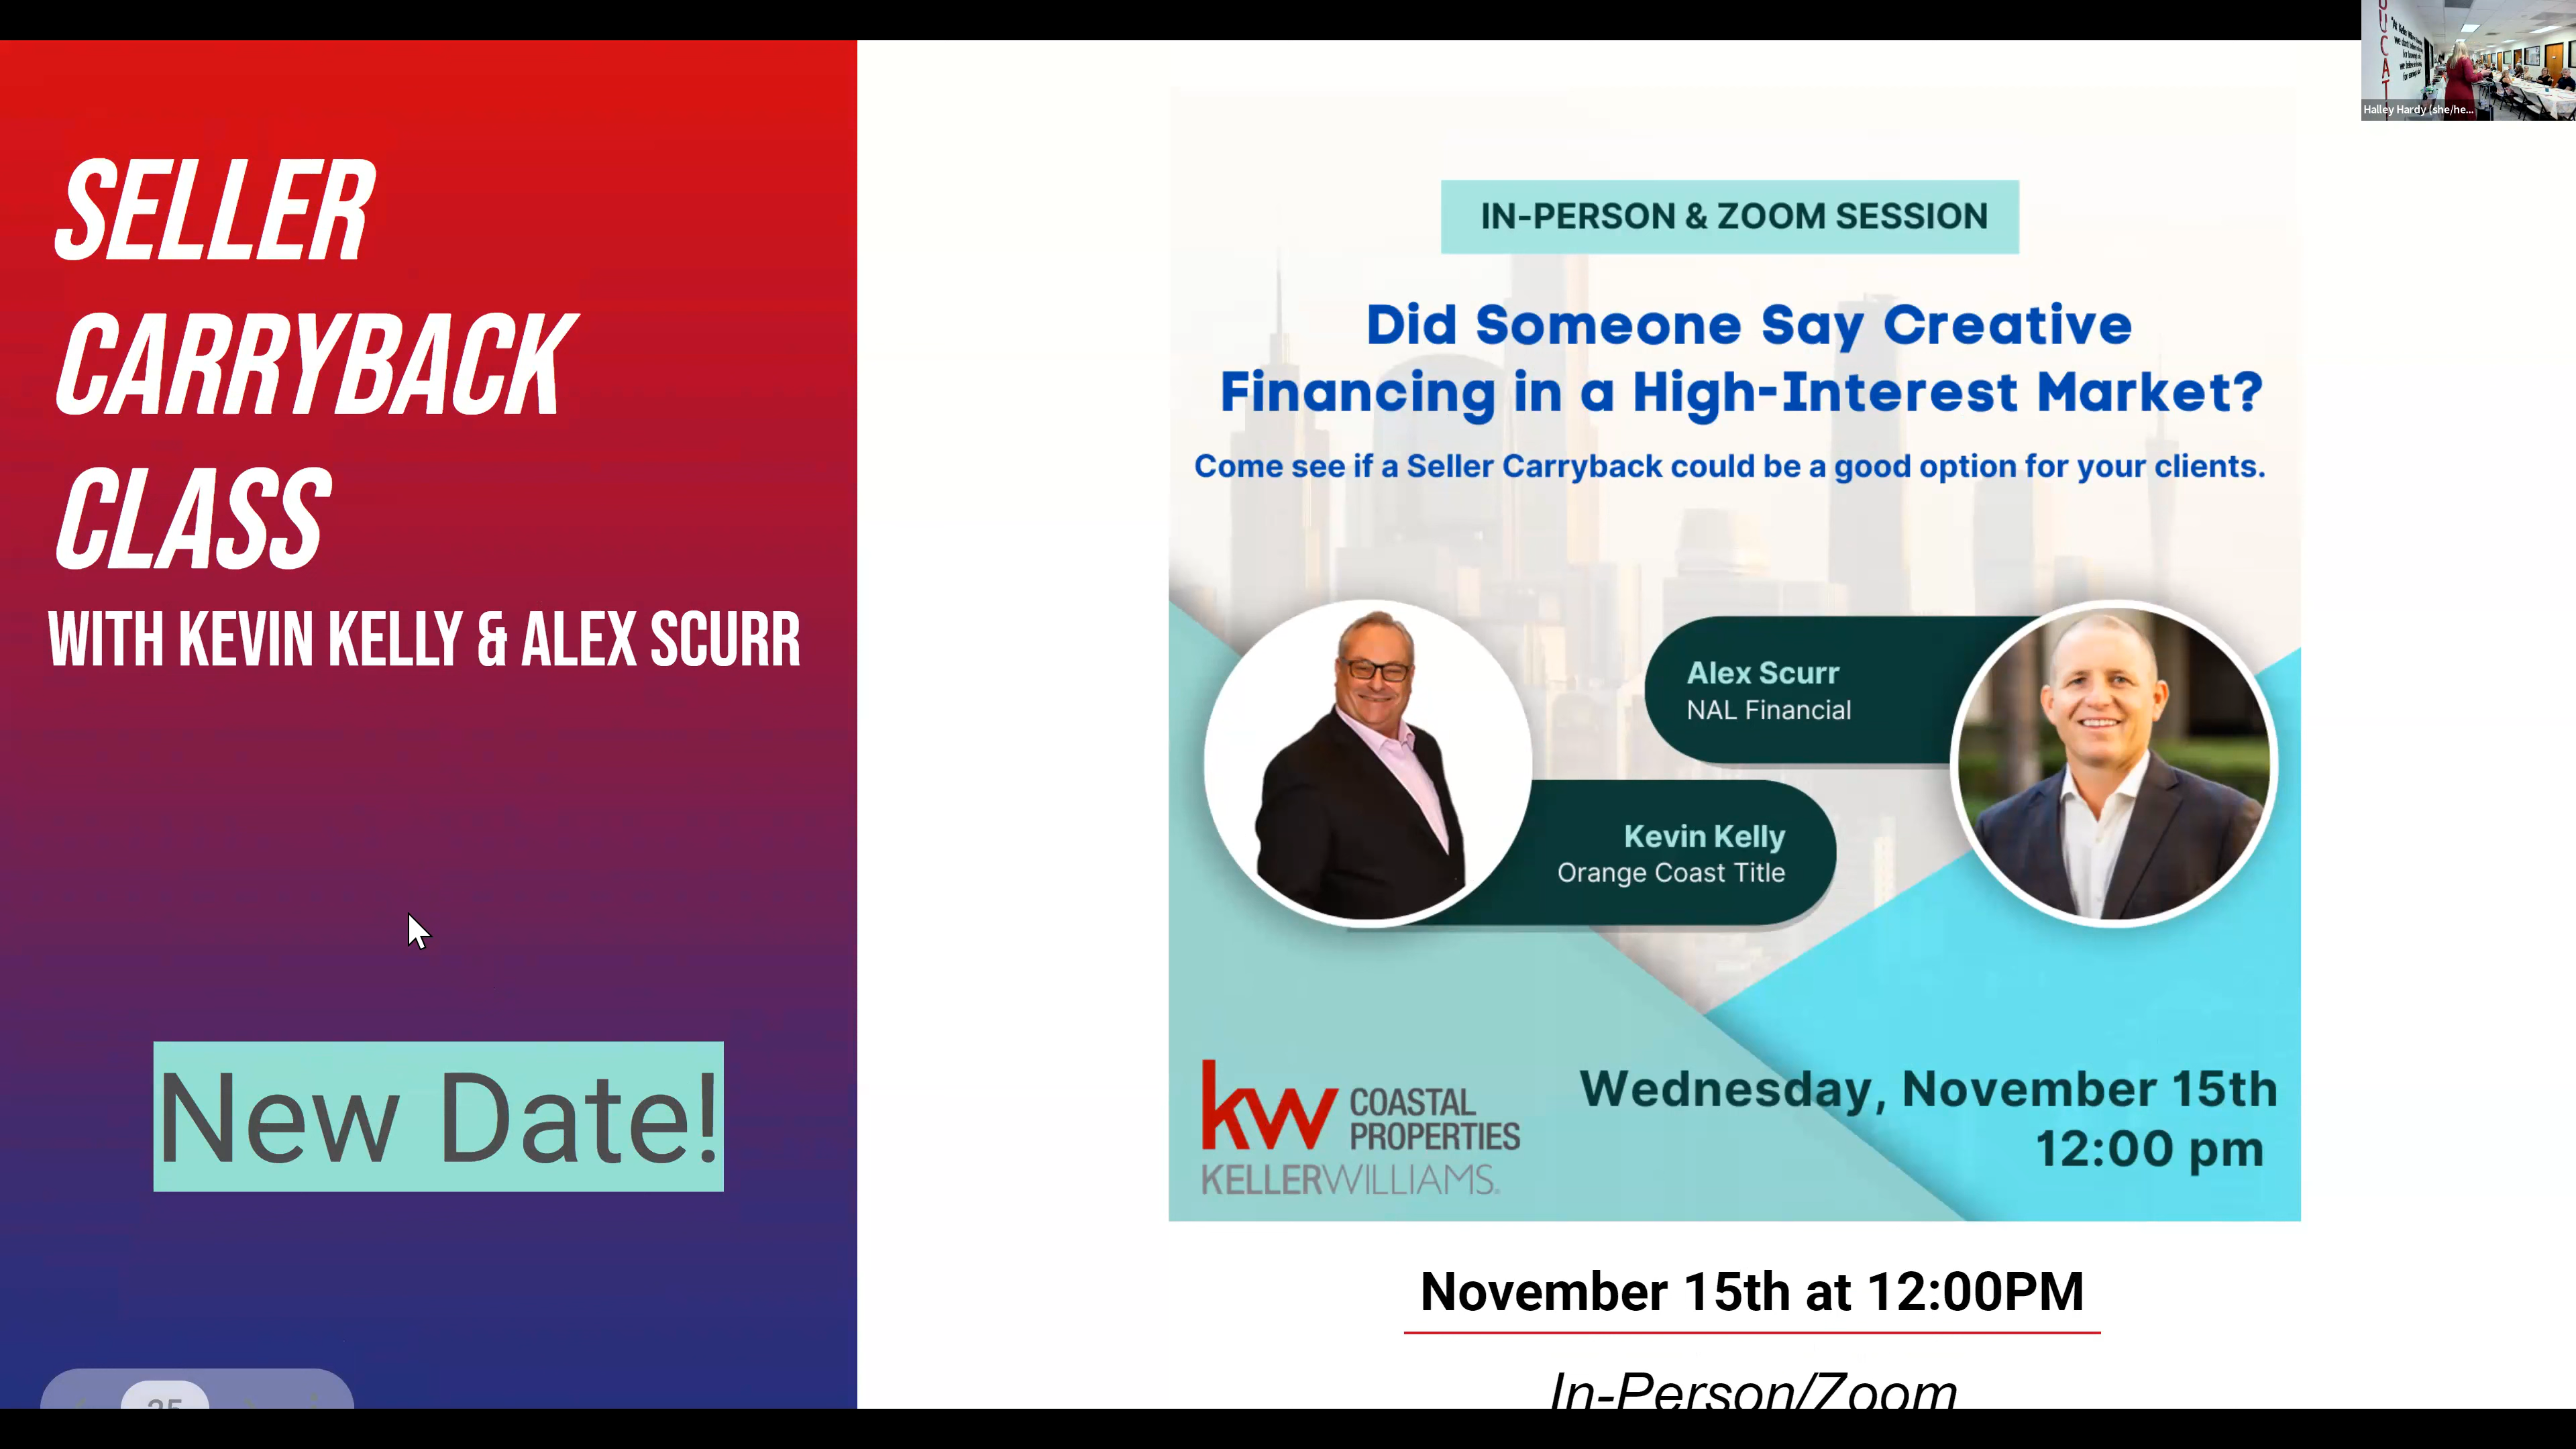 SELLER
CARRYBACK
CLASS
WITH KEVIN KELLY & ALEX SCURR
New Date!
IN-PERSON & ZOOM SESSION
Did Someone Say Creative
Financing in a High-Interest Market?
Come see if a Seller Carryback could be a good option for your clients.
Alex Scurr
NAL Financial
Kevin Kelly
Orange Coast Title
kw COASTAL
PROPERTIES
KELLERWILLIAMS.
Wednesday, November 15th
12:00 pm
November 15th at 12:00PM
In-Person/Zoom
Halley Hardy (she/he...